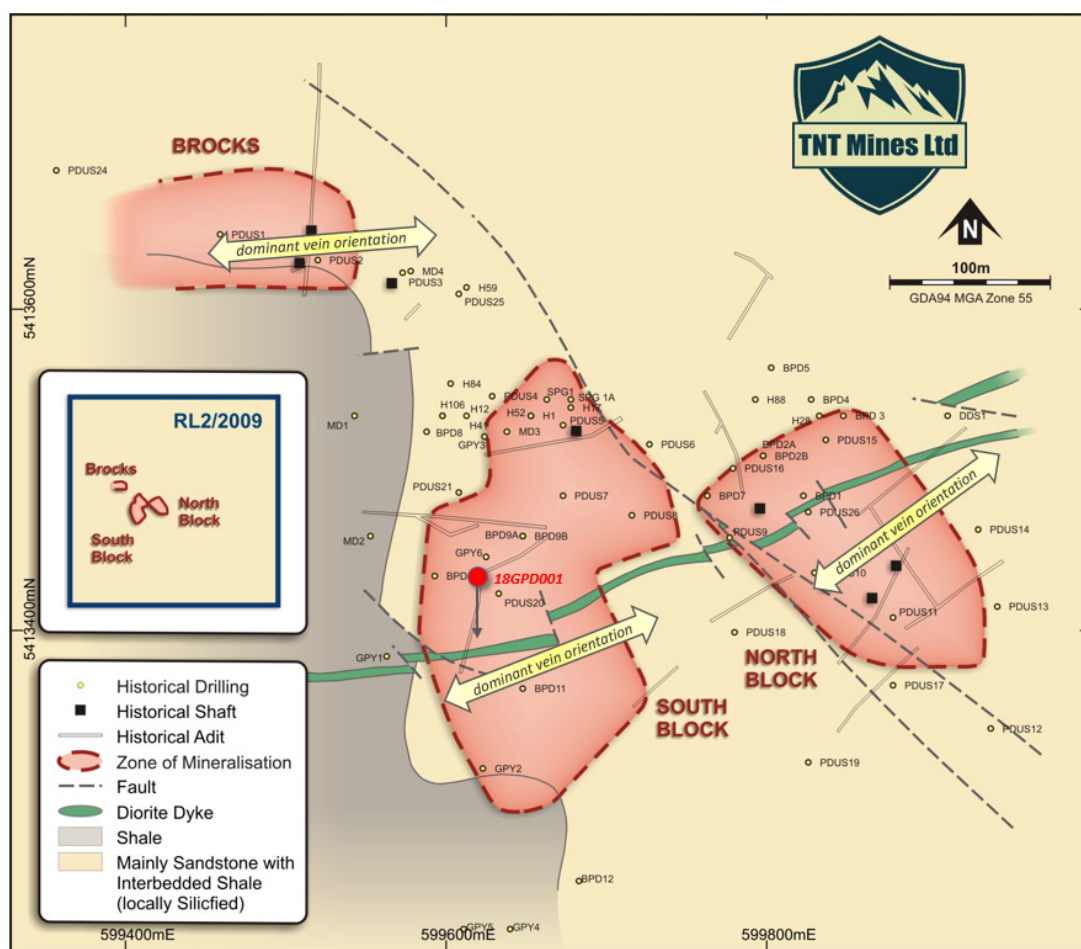 TNT Mines Ltd
N
100m
GDA94 MGA Zone 55
BROCKS
PDUS24
PDUS1
dominant vein orientation
PDUS2
MD4
PDUS3
H59
PDUS25
5413600mN
BPD5
H84
PDUS4
SPG1
SPG 1A
H88
BPD4
H106
H12
H52
H1
H17
H28
BPD 3
DDS1
MD1
BPD8
H41
MD3
PDUS5
GPY3
PDUS6
BPD2A
PDUS15
BPD2B
PDUS16
RL2/2009
Brocks
North
Block
South
Block
PDUS21
PDUS7
BPD7
BPD1
PDUS8
PDUS26
dominant vein orientation
PDUS14
MD2
BPD9A
BPD9B
PDUS9
GPY6
18GPD001
PDUS20
PDUS13
PDUS11
5413400mN
PDUS18
GPY1
dominant vein orientation
NORTH
BLOCK
BPD11
PDUS17
SOUTH
BLOCK
PDUS12
GPY2
PDUS19
Historical Drilling
Historical Shaft
Historical Adit
Zone of Mineralisation
Fault
Diorite Dyke
Shale
Mainly Sandstone with
Interbedded Shale
(locally Silicfied)
BPD12
GPY5
GPY4
599400mE
599600mE
599800mE